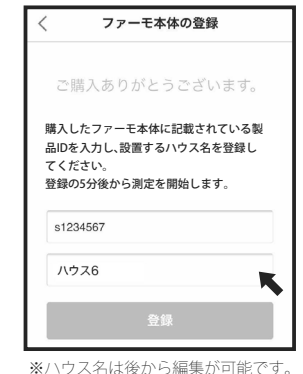 ファーモ本体の登録
ご購入ありがとうございます。
購入したファーモ本体に記載されている製
品IDを入力し、設置するハウス名を登録し
てください。
登録の5分後から測定を開始します。
s1234567
ハウス6
登録
※ハウス名は後から編集が可能です。